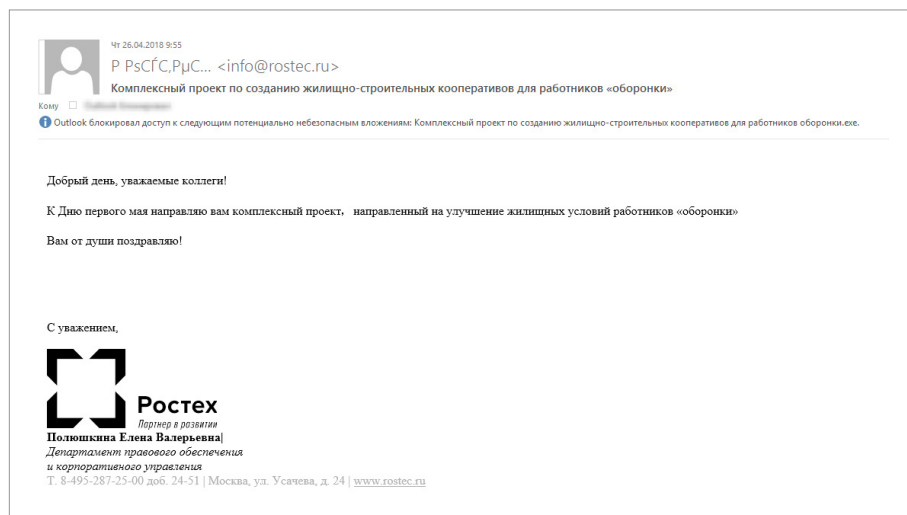 Чт 26.04.2018 9:55
Р РѕСЃС‚РµС... <info@rostec.ru>
Комплексный проект по созданию жилищно-строительных кооперативов для работников «оборонки»
Кому
Outlook блокировал доступ к следующим потенциально небезопасным вложениям: Комплексный проект по созданию жилищно-строительных кооперативов для работников оборонки.exe.
Добрый день, уважаемые коллеги!
К Дню первого мая направляю вам комплексный проект, направленный на улучшение жилищных условий работников «оборонки»
Вам от души поздравляю!
С уважением,
Ростех
Партнер в развитии
Полюшкина Елена Валерьевна|
Департамент правового обеспечения
и корпоративного управления
Т. 8-495-287-25-00 доб. 24-51 | Москва, ул. Усачева, д. 24 | www.rostec.ru